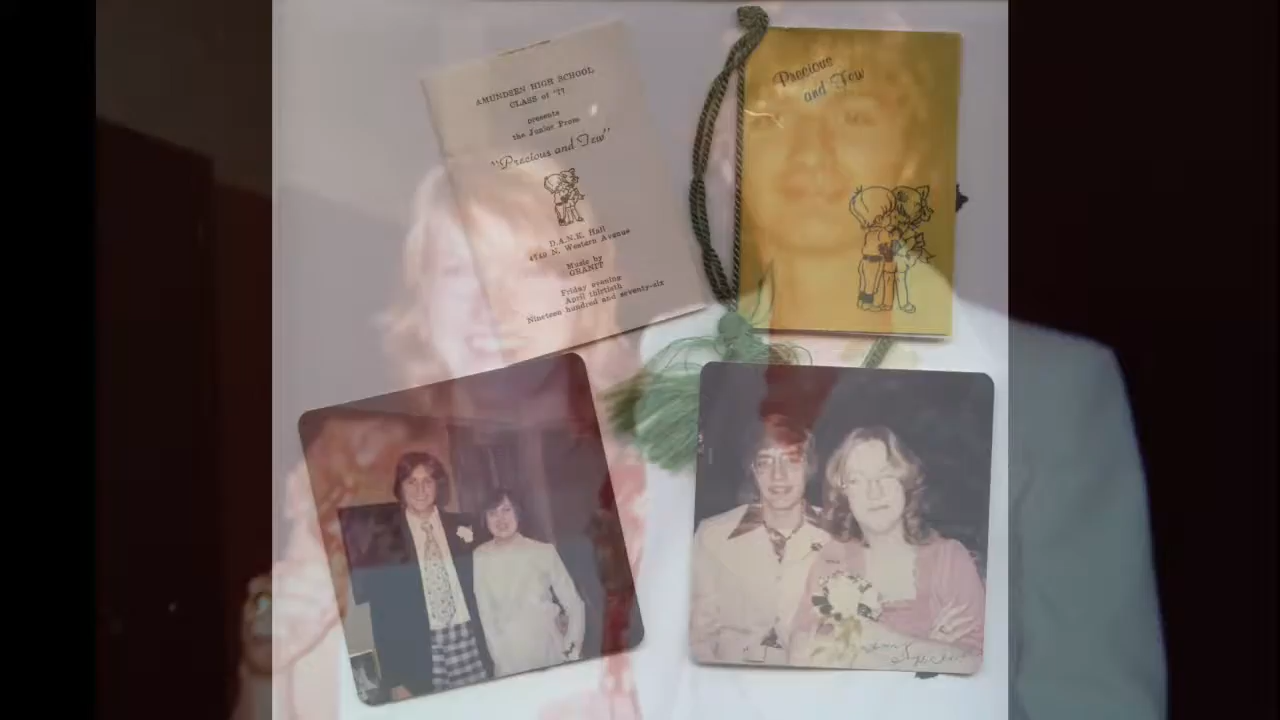 AMUNDSEN HIGH SCHOOL
CLASS of '77
presents
the Junior Prom
"Precious and Few"
D.A.N.K. Hall
4740 N. Western Avenue
Music by
GRANFF
Friday evening
April thirtieth
Nineteen hundred and seventy-six
Precious
and Few